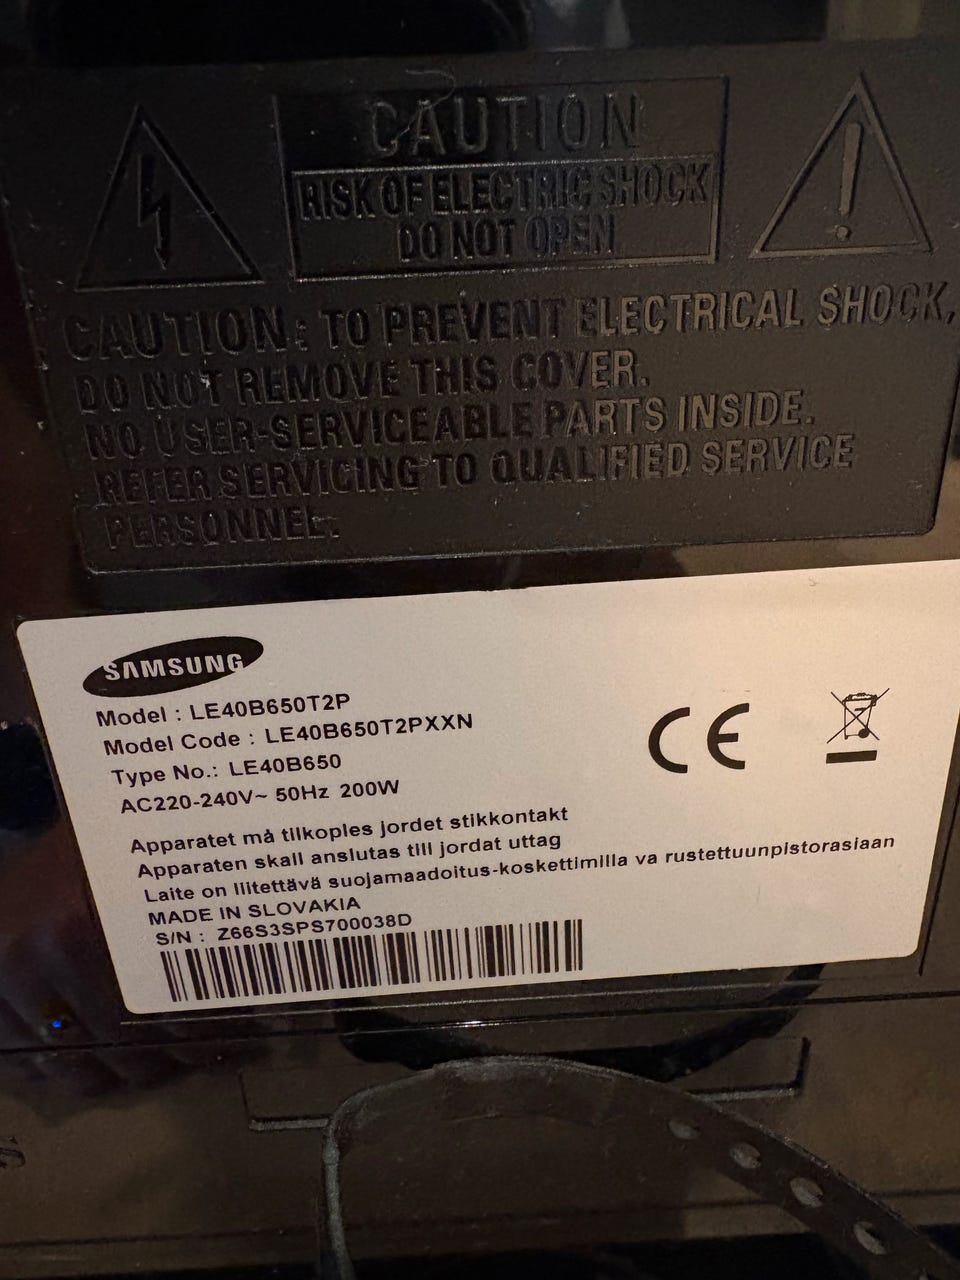 CAUTION
RISK OF ELECTRIC SHOCK
DO NOT OPEN
CAUTION: TO PREVENT ELECTRICAL SHOCK,
DO NOT REMOVE THIS COVER.
NO USER-SERVICEABLE PARTS INSIDE.
REFER SERVICING TO QUALIFIED SERVICE
PERSONNEL.
SAMSUNG
Model : LE40B650T2P
Model Code : LE40B650T2PXXN
Type No.: LE40B650
AC220-240V~ 50Hz 200W
CE
Apparatet må tilkoples jordet stikkontakt
Apparaten skall anslutas till jordat uttag
Laite on liitettävä suojamaadoitus-koskettimilla va rustettuunpistorasiaan
MADE IN SLOVAKIA
S/N : Z66S3SPS700038D